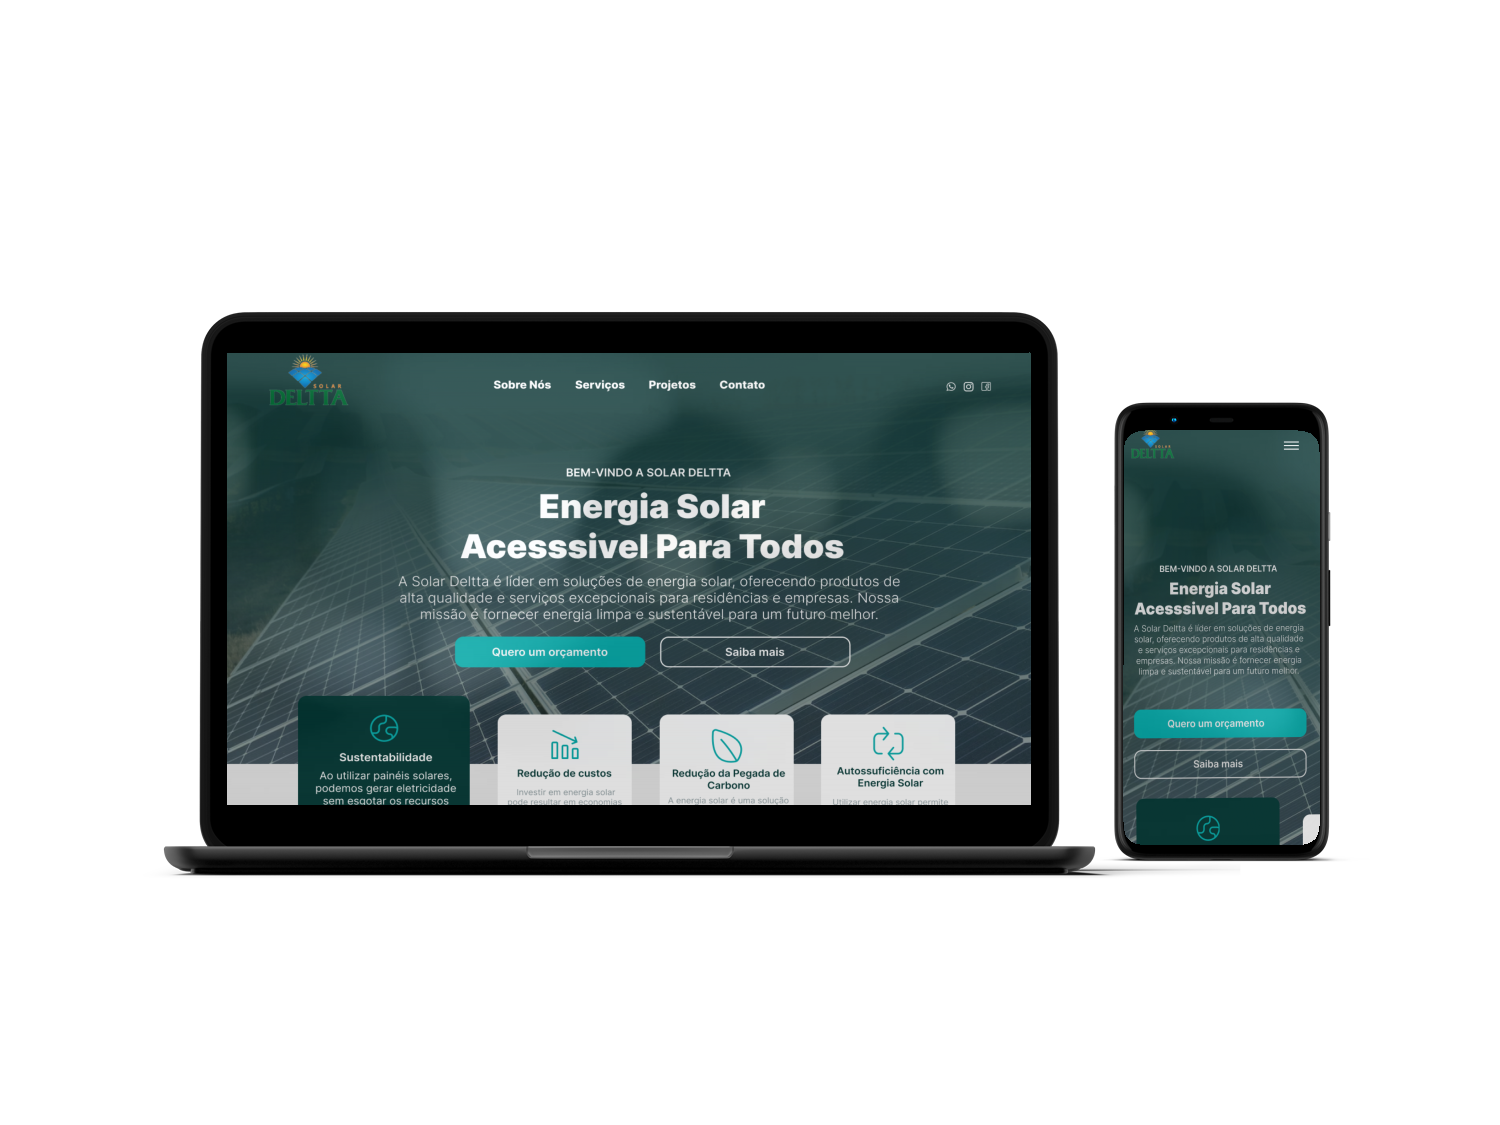 SOLAR
DELTTA
Sobre Nós
Serviços
Projetos
Contato
BEM-VINDO A SOLAR DELTTA
Energia Solar
Acesssivel Para Todos
A Solar Deltta é líder em soluções de energia solar, oferecendo produtos de
alta qualidade e serviços excepcionais para residências e empresas. Nossa
missão é fornecer energia limpa e sustentável para um futuro melhor.
Quero um orçamento
Saiba mais
Sustentabilidade
Ao utilizar painéis solares,
podemos gerar eletricidade
sem esgotar os recursos
Redução de custos
Investir em energia solar
pode resultar em economias
Redução da Pegada de
Carbono
A energia solar é uma solução
Autossuficiência com
Energia Solar
Utilizar energia solar permite
SOLAR
DELTTA
BEM-VINDO A SOLAR DELTTA
Energia Solar
Acesssivel Para Todos
A Solar Deltta é líder em soluções de energia
solar, oferecendo produtos de alta qualidade
e serviços excepcionais para residências e
empresas. Nossa missão é fornecer energia
limpa e sustentável para um futuro melhor.
Quero um orçamento
Saiba mais